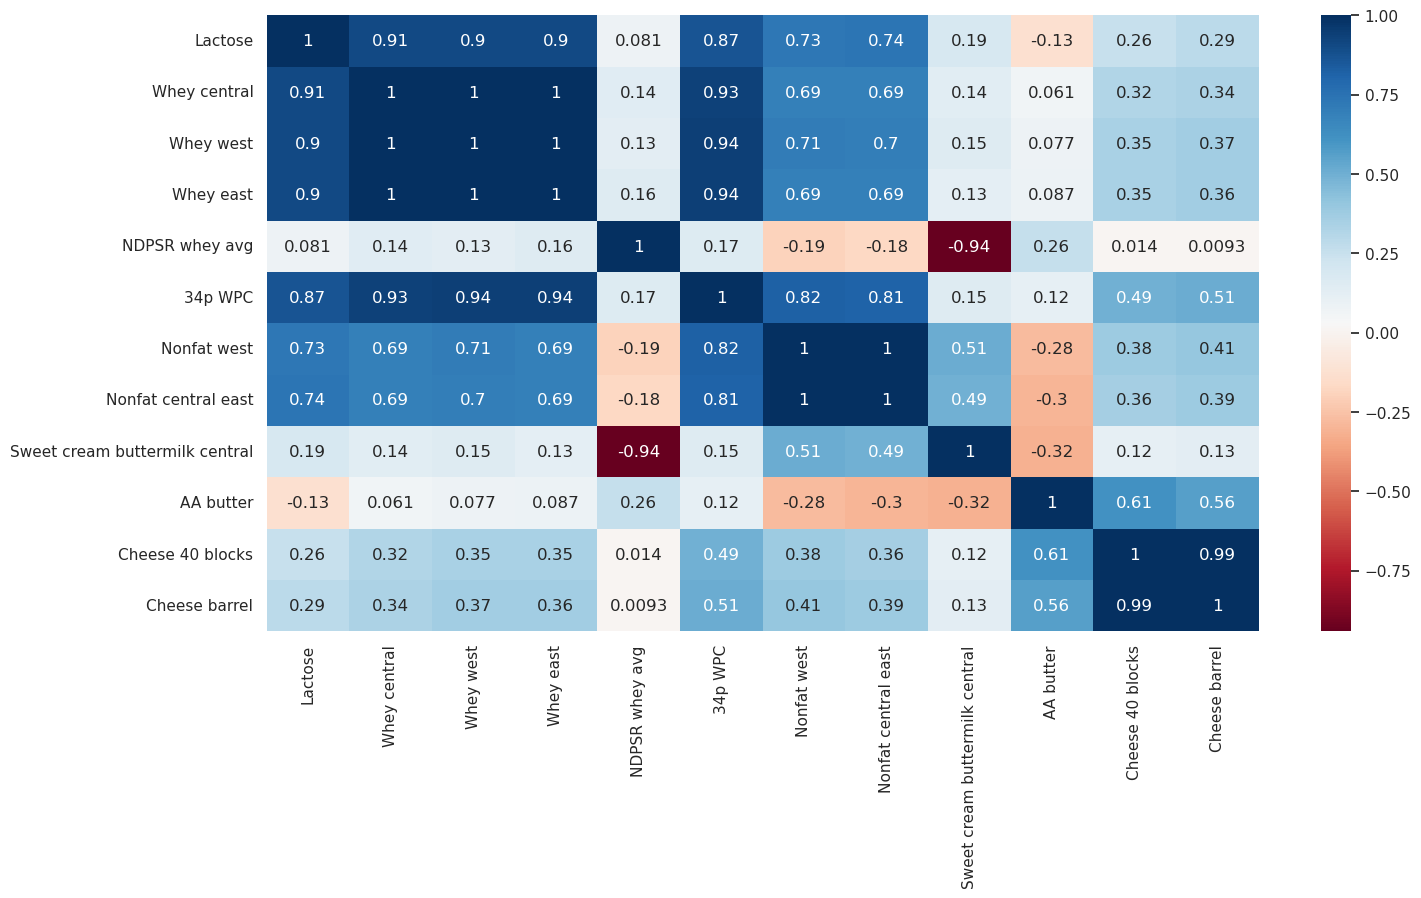 Lactose 1 0.91 0.9 0.9 0.081 0.87 0.73 0.74 0.19 -0.13 0.26 0.29
Whey central 0.91 1 1 1 0.14 0.93 0.69 0.69 0.14 0.061 0.32 0.34
Whey west 0.9 1 1 1 0.13 0.94 0.71 0.7 0.15 0.077 0.35 0.37
Whey east 0.9 1 1 1 0.16 0.94 0.69 0.69 0.13 0.087 0.35 0.36
NDPSR whey avg 0.081 0.14 0.13 0.16 1 0.17 -0.19 -0.18 -0.94 0.26 0.014 0.0093
34p WPC 0.87 0.93 0.94 0.94 0.17 1 0.82 0.81 0.15 0.12 0.49 0.51
Nonfat west 0.73 0.69 0.71 0.69 -0.19 0.82 1 1 0.51 -0.28 0.38 0.41
Nonfat central east 0.74 0.69 0.7 0.69 -0.18 0.81 1 1 0.49 -0.3 0.36 0.39
Sweet cream buttermilk central 0.19 0.14 0.15 0.13 -0.94 0.15 0.51 0.49 1 -0.32 0.12 0.13
AA butter -0.13 0.061 0.077 0.087 0.26 0.12 -0.28 -0.3 -0.32 1 0.61 0.56
Cheese 40 blocks 0.26 0.32 0.35 0.35 0.014 0.49 0.38 0.36 0.12 0.61 1 0.99
Cheese barrel 0.29 0.34 0.37 0.36 0.0093 0.51 0.41 0.39 0.13 0.56 0.99 1
Lactose
Whey central
Whey west
Whey east
NDPSR whey avg
34p WPC
Nonfat west
Nonfat central east
Sweet cream buttermilk central
AA butter
Cheese 40 blocks
Cheese barrel
1.00
0.75
0.50
0.25
0.00
−0.25
−0.50
−0.75